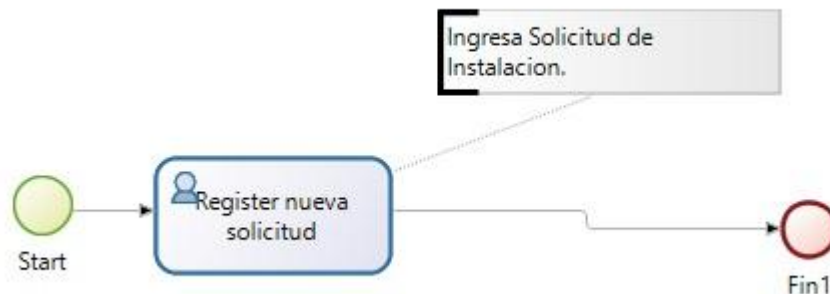 Ingresa Solicitud de
Instalacion.
Register nueva
solicitud
Start
Fin1